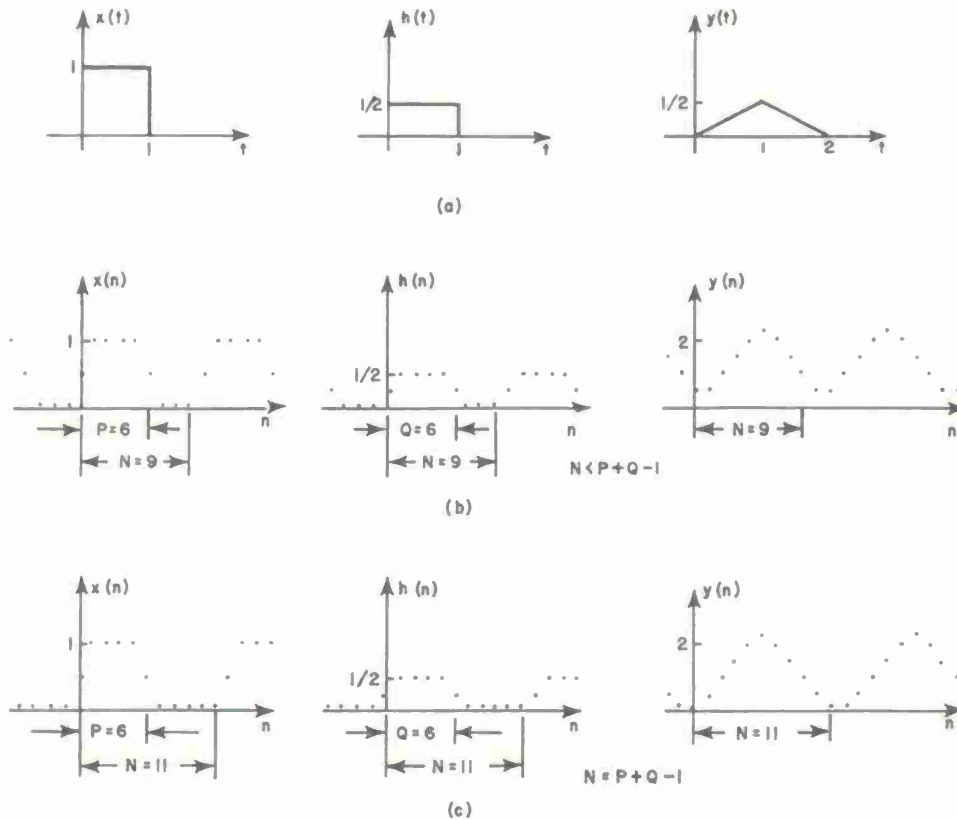 x(t) h(t) y(t)
1 1/2 1/2
1 t 1 t 1 2 t
(a)
x(n) h(n) y(n)
1 1/2 2
P=6 n Q=6 n N=9 n
N=9 N=9 N<P+Q-1
(b)
x(n) h(n) y(n)
1 1/2 2
P=6 n Q=6 n N=11 n
N=11 N=11 N=P+Q-1
(c)